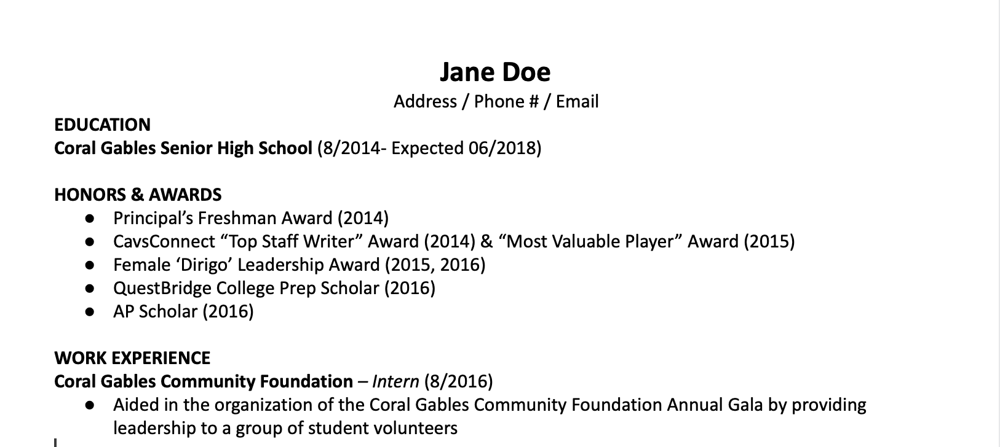 Jane Doe
Address / Phone # / Email
EDUCATION
Coral Gables Senior High School (8/2014- Expected 06/2018)
HONORS & AWARDS
● Principal’s Freshman Award (2014)
● CavsConnect “Top Staff Writer” Award (2014) & “Most Valuable Player” Award (2015)
● Female ‘Dirigo’ Leadership Award (2015, 2016)
● QuestBridge College Prep Scholar (2016)
● AP Scholar (2016)
WORK EXPERIENCE
Coral Gables Community Foundation – Intern (8/2016)
● Aided in the organization of the Coral Gables Community Foundation Annual Gala by providing
leadership to a group of student volunteers